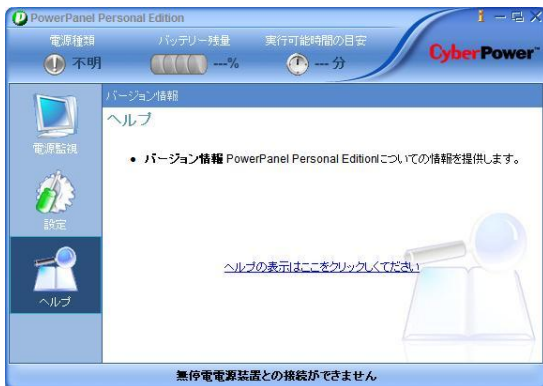 PowerPanel Personal Edition
電源種類
バッテリー残量
実行可能時間の目安
不明
---%
--- 分
CyberPower
バージョン情報
ヘルプ
電源監視
設定
ヘルプ
• バージョン情報 PowerPanel Personal Editionについての情報を提供します。
ヘルプの表示はここをクリックしてください
無停電電源装置との接続ができません